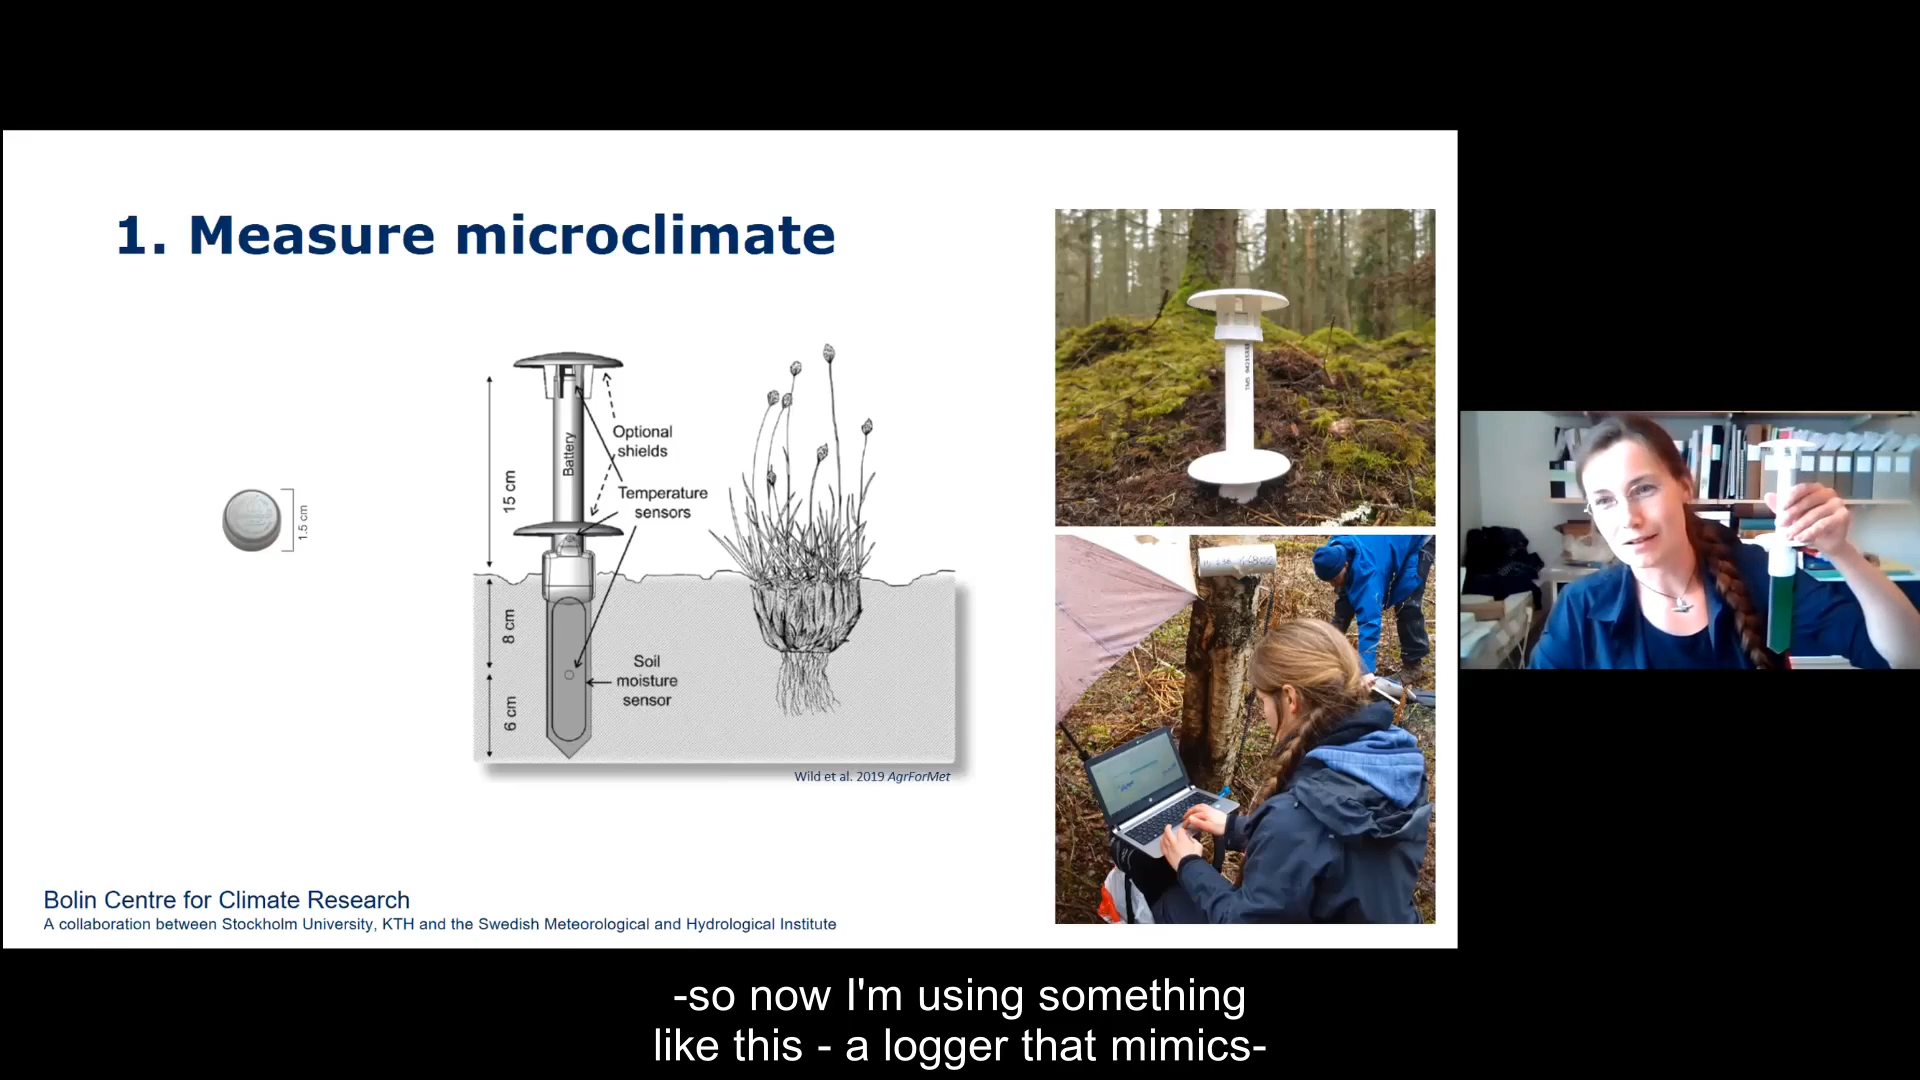 1. Measure microclimate
1.5 cm
15 cm
8 cm
6 cm
Battery
Optional
shields
Temperature
sensors
Soil
moisture
sensor
Wild et al. 2019 AgrForMet
Bolin Centre for Climate Research
A collaboration between Stockholm University, KTH and the Swedish Meteorological and Hydrological Institute
-so now I'm using something
like this - a logger that mimics-